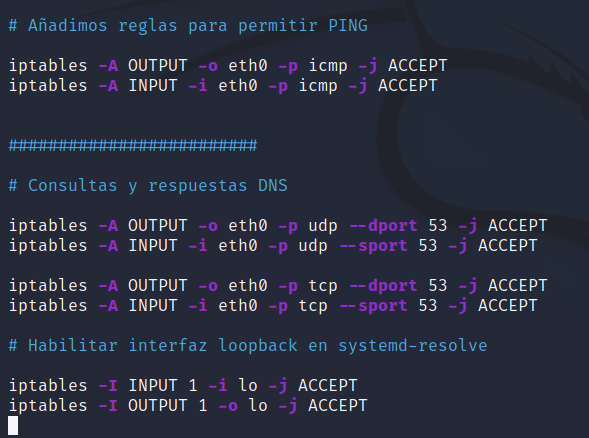 # Añadimos reglas para permitir PING
iptables -A OUTPUT -o eth0 -p icmp -j ACCEPT
iptables -A INPUT -i eth0 -p icmp -j ACCEPT
#########################
# Consultas y respuestas DNS
iptables -A OUTPUT -o eth0 -p udp --dport 53 -j ACCEPT
iptables -A INPUT -i eth0 -p udp --sport 53 -j ACCEPT
iptables -A OUTPUT -o eth0 -p tcp --dport 53 -j ACCEPT
iptables -A INPUT -i eth0 -p tcp --sport 53 -j ACCEPT
# Habilitar interfaz loopback en systemd-resolve
iptables -I INPUT 1 -i lo -j ACCEPT
iptables -I OUTPUT 1 -o lo -j ACCEPT